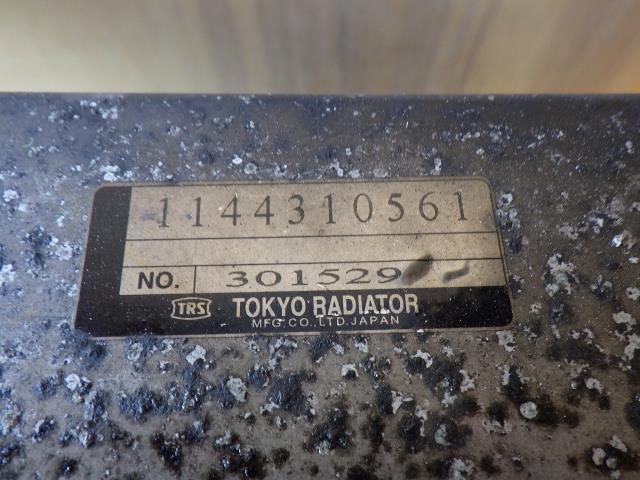 1144310561
NO. 301529
TRS TOKYO RADIATOR
MFG.CO.,LTD.JAPAN